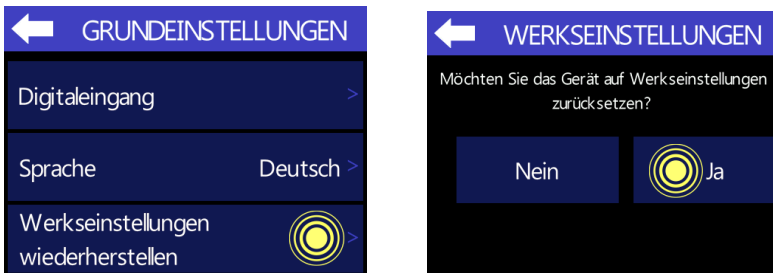 GRUNDEINSTELLUNGEN
Digitaleingang >
Sprache Deutsch >
Werkseinstellungen
wiederherstellen >
WERKSEINSTELLUNGEN
Möchten Sie das Gerät auf Werkseinstellungen
zurücksetzen?
Nein Ja